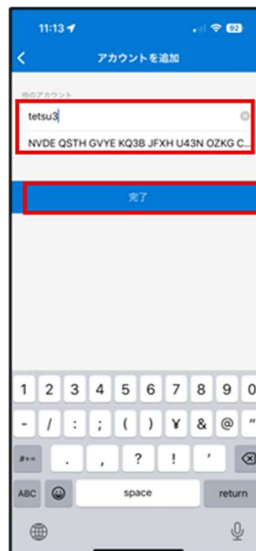 11:13 92
アカウントを追加
他のアカウント
tetsu3
NVDE QSTH GVYE KQ3B JFXH U43N OZKG C...
完了
1 2 3 4 5 6 7 8 9 0
- / : ; ( ) ¥ & @ "
#+= . , ? ! ′
ABC space return